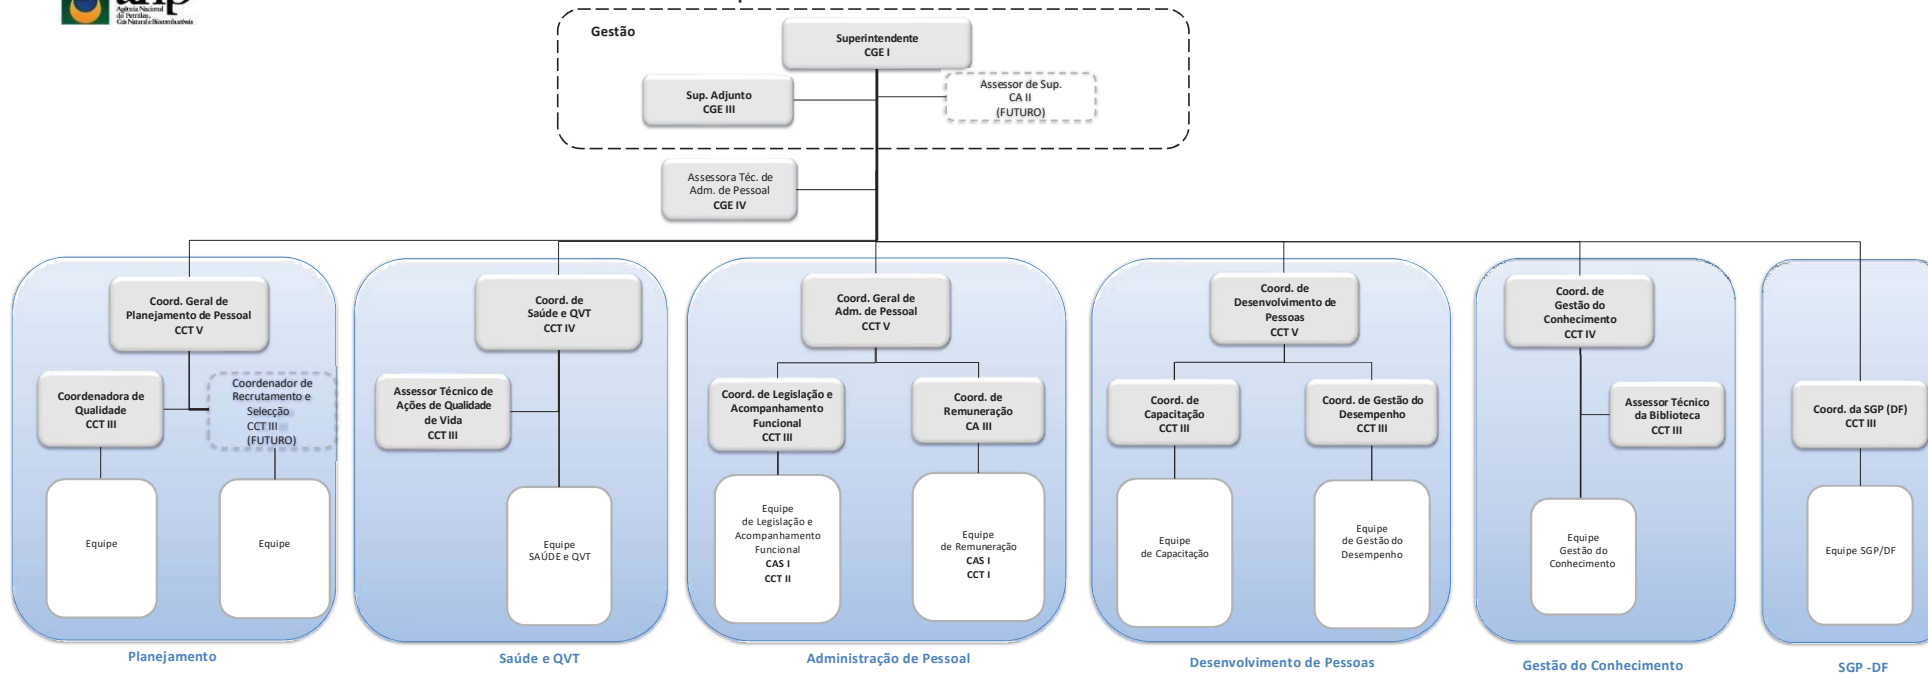 Agência Nacional
do Petróleo,
Gás Natural e Biocombustíveis
Gestão
Superintendente
CGE I
Sup. Adjunto
CGE III
Assessor de Sup.
CA II
(FUTURO)
Assessora Téc. de
Adm. de Pessoal
CGE IV
Coord. Geral de
Planejamento de Pessoal
CCT V
Coordenadora de
Qualidade
CCT III
Coordenador de
Recrutamento e
Selecção
CCT III
(FUTURO)
Equipe
Equipe
Planejamento
Coord. de
Saúde e QVT
CCT IV
Assessor Técnico de
Ações de Qualidade
de Vida
CCT III
Equipe
SAÚDE e QVT
Saúde e QVT
Coord. Geral de
Adm. de Pessoal
CCT V
Coord. de Legislação e
Acompanhamento
Funcional
CCT III
Coord. de
Remuneração
CA III
Equipe
de Legislação e
Acompanhamento
Funcional
CAS I
CCT II
Equipe
de Remuneração
CAS I
CCT I
Administração de Pessoal
Coord. de
Desenvolvimento de
Pessoas
CCT V
Coord. de
Capacitação
CCT III
Coord. de Gestão do
Desempenho
CCT III
Equipe
de Capacitação
Equipe
de Gestão do
Desempenho
Desenvolvimento de Pessoas
Coord. de
Gestão do
Conhecimento
CCT IV
Assessor Técnico
da Biblioteca
CCT III
Equipe
Gestão do
Conhecimento
Gestão do Conhecimento
Coord. da SGP (DF)
CCT III
Equipe SGP/DF
SGP -DF